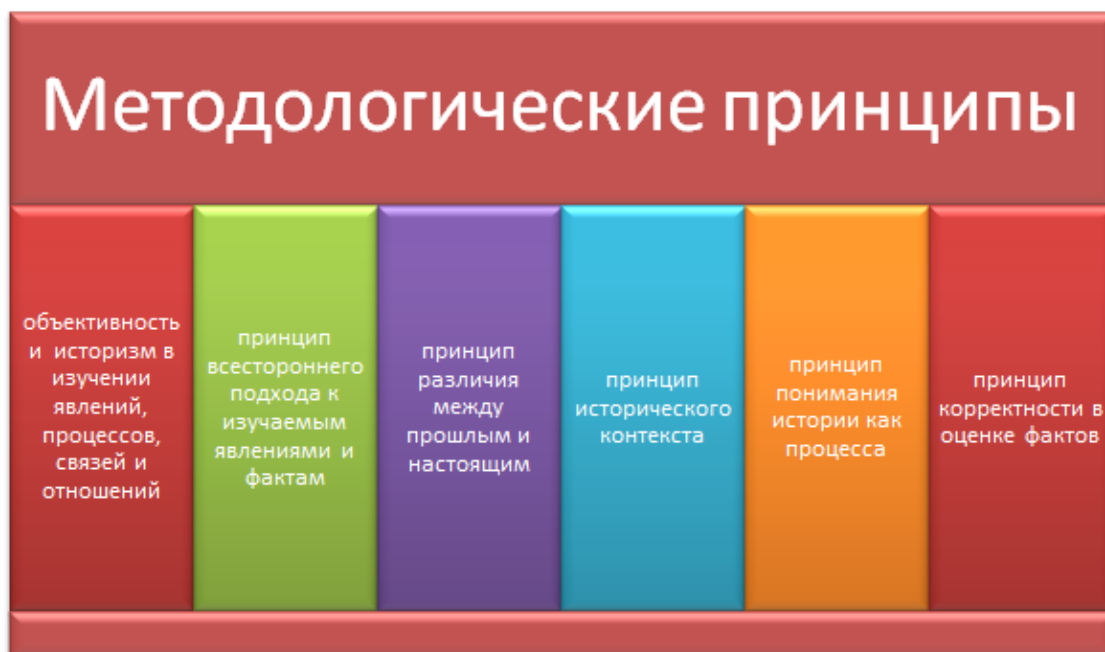 Методологические принципы
объективность
и историзм в
изучении
явлений,
процессов,
связей и
отношений
принцип
всестороннего
подхода к
изучаемым
явлениями и
фактам
принцип
различия
между
прошлым и
настоящим
принцип
исторического
контекста
принцип
понимания
истории как
процесса
принцип
корректности в
оценке фактов